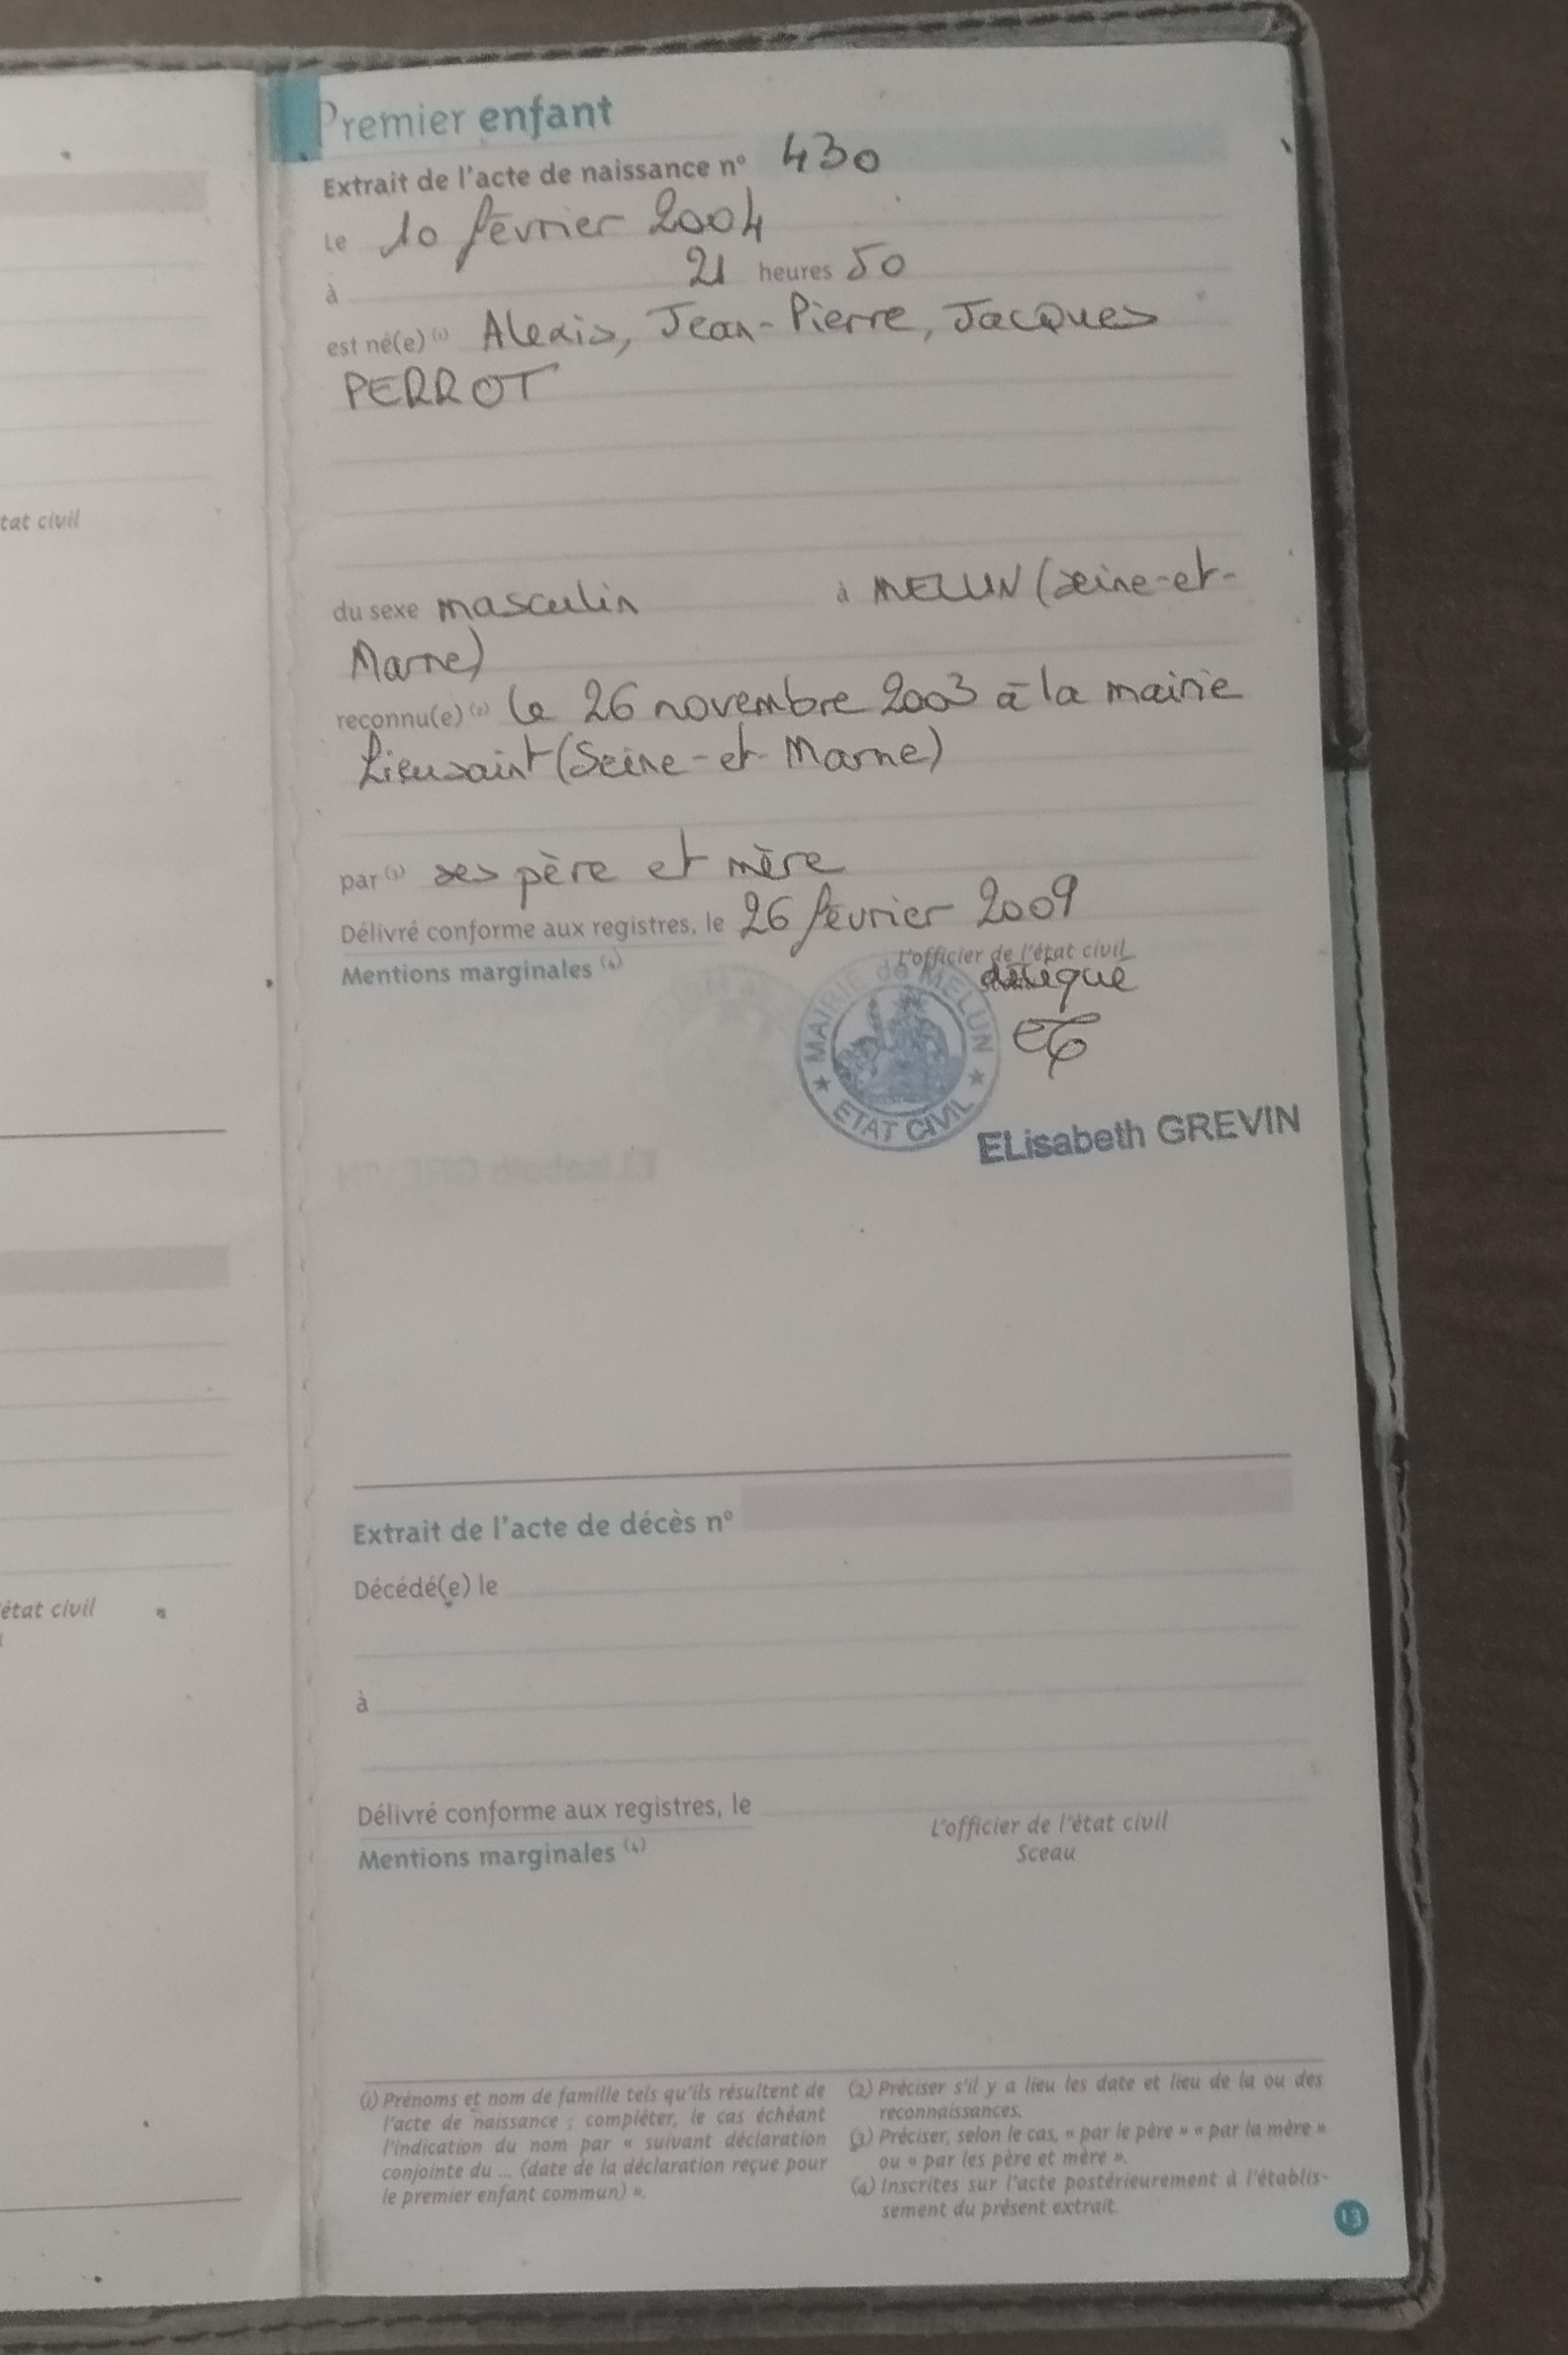 tat civil
état civil
Premier enfant
Extrait de l'acte de naissance n° 430
Le 10 février 2004
à 21 heures 50
est né(e) (1) Alexis, Jean-Pierre, Jacques
PERROT
du sexe masculin à MELUN (Seine-et-
Marne)
reconnu(e) (2) le 26 novembre 2003 à la mairie
Lieusaint (Seine-et-Marne)
par (3) ses père et mère
Délivré conforme aux registres, le 26 février 2009
Mentions marginales (4)
L'officier de l'état civil
délégué
MAIRIE de MELUN
★ ETAT CIVIL ★
ELisabeth GREVIN
Extrait de l'acte de décès n°
Décédé(e) le
à
Délivré conforme aux registres, le
Mentions marginales (4)
L'officier de l'état civil
Sceau
(1) Prénoms et nom de famille tels qu'ils résultent de
l'acte de naissance ; compléter, le cas échéant
l'indication du nom par « suivant déclaration
conjointe du ... (date de la déclaration reçue pour
le premier enfant commun) ».
(2) Préciser s'il y a lieu les date et lieu de la ou des
reconnaissances.
(3) Préciser, selon le cas, « par le père » « par la mère »
ou « par les père et mère ».
(4) Inscrites sur l'acte postérieurement à l'établis-
sement du présent extrait.
13